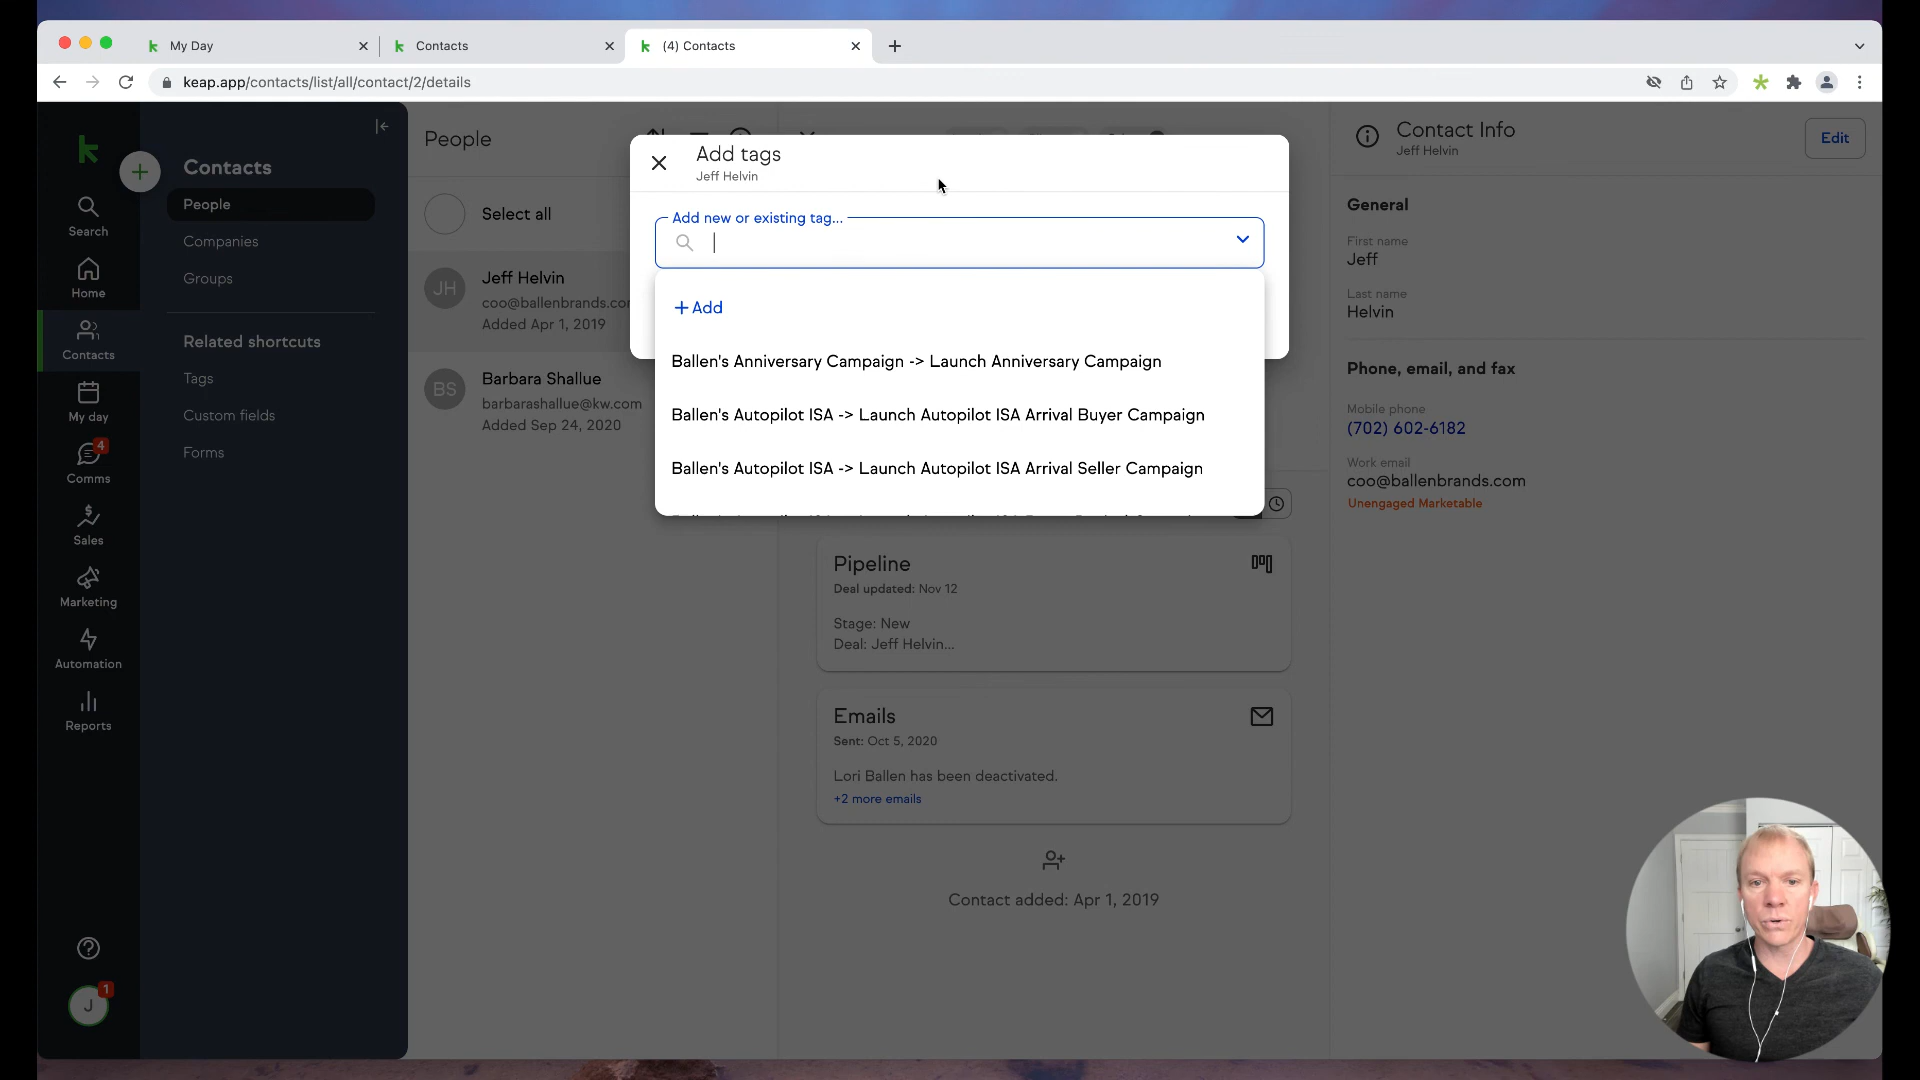 My Day
Contacts
(4) Contacts
keap.app/contacts/list/all/contact/2/details
Search
Home
Contacts
My day
4
Comms
Sales
Marketing
Automation
Reports
J
1
Contacts
People
Companies
Groups
Related shortcuts
Tags
Custom fields
Forms
People
Select all
JH
Jeff Helvin
coo@ballenbrands.cor
Added Apr 1, 2019
BS
Barbara Shallue
barbarashallue@kw.com
Added Sep 24, 2020
Add tags
Jeff Helvin
Add new or existing tag...
+ Add
Ballen's Anniversary Campaign -> Launch Anniversary Campaign
Ballen's Autopilot ISA -> Launch Autopilot ISA Arrival Buyer Campaign
Ballen's Autopilot ISA -> Launch Autopilot ISA Arrival Seller Campaign
Pipeline
Deal updated: Nov 12
Stage: New
Deal: Jeff Helvin...
Emails
Sent: Oct 5, 2020
Lori Ballen has been deactivated.
+2 more emails
Contact added: Apr 1, 2019
Contact Info
Jeff Helvin
Edit
General
First name
Jeff
Last name
Helvin
Phone, email, and fax
Mobile phone
(702) 602-6182
Work email
coo@ballenbrands.com
Unengaged Marketable